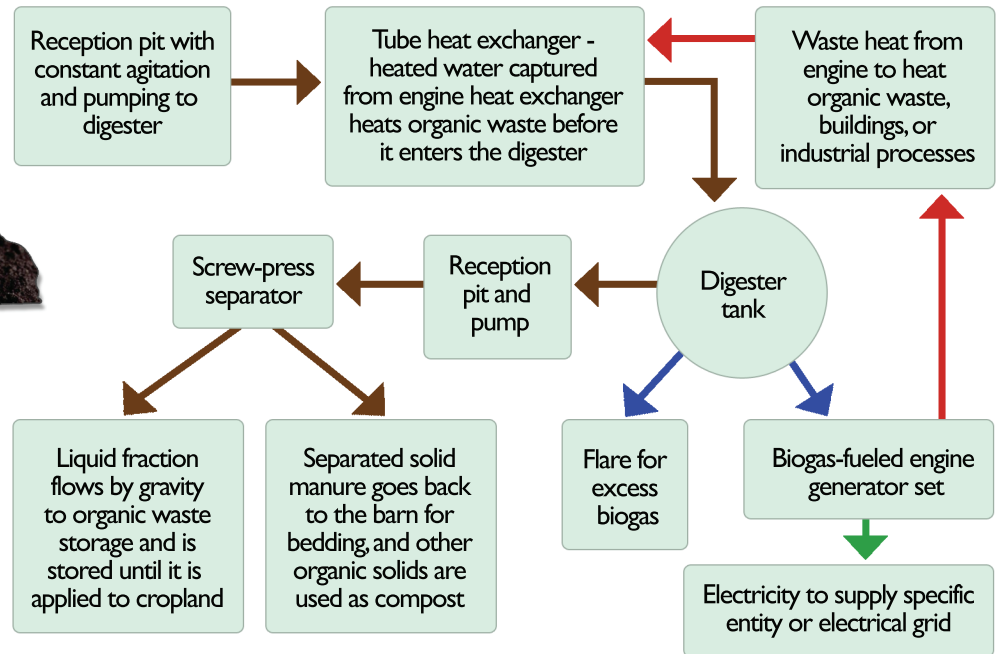 Reception pit with
constant agitation
and pumping to
digester
Tube heat exchanger -
heated water captured
from engine heat exchanger
heats organic waste before
it enters the digester
Waste heat from
engine to heat
organic waste,
buildings, or
industrial processes
Screw-press
separator
Reception
pit and
pump
Digester
tank
Liquid fraction
flows by gravity
to organic waste
storage and is
stored until it is
applied to cropland
Separated solid
manure goes back
to the barn for
bedding, and other
organic solids are
used as compost
Flare for
excess
biogas
Biogas-fueled engine
generator set
Electricity to supply specific
entity or electrical grid